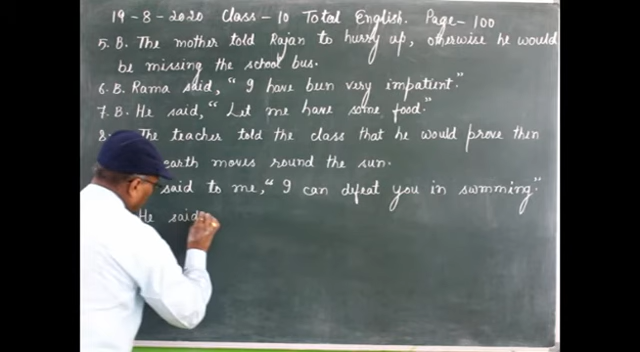 19-8-2020 Class-10 Total English. Page-100
5. B. The mother told Rajan to hurry up, otherwise he would
be missing the school bus.
6. B. Rama said, "I have been very impatient."
7. B. He said, "Let me have some food."
8. The teacher told the class that he would prove then
earth moves round the sun.
said to me, "I can defeat you in swmming."
He said